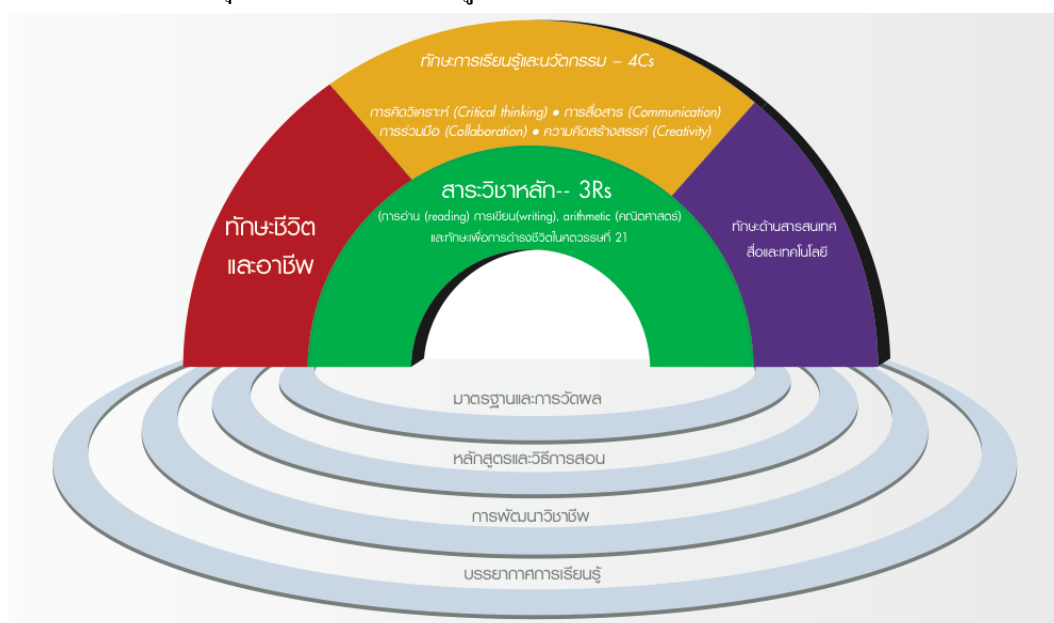 ทักษะการเรียนรู้และนวัตกรรม – 4Cs
การคิดวิเคราะห์ (Critical thinking) ● การสื่อสาร (Communication)
การร่วมมือ (Collaboration) ● ความคิดสร้างสรรค์ (Creativity)
สาระวิชาหลัก-- 3Rs
(การอ่าน (reading) การเขียน(writing), arithmetic (คณิตศาสตร์)
และทักษะเพื่อการดำรงชีวิตในศตวรรษที่ 21
ทักษะชีวิต
และอาชีพ
ทักษะด้านสารสนเทศ
สื่อและเทคโนโลยี
มาตรฐานและการวัดผล
หลักสูตรและวิธีการสอน
การพัฒนาวิชาชีพ
บรรยากาศการเรียนรู้